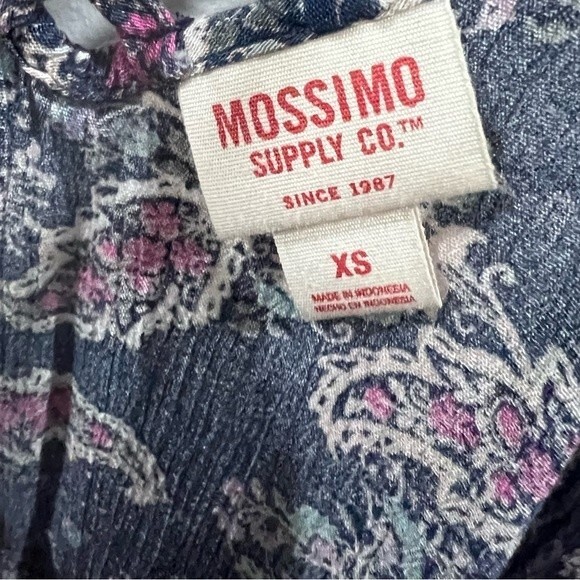 MOSSIMO
SUPPLY CO.™
SINCE 1987
XS
MADE IN INDONESIA
HECHO EN INDONESIA